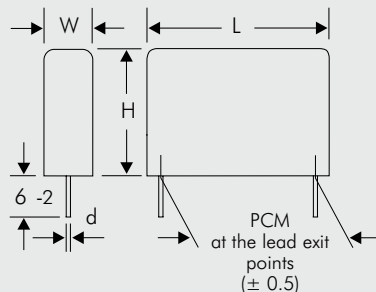 W
L
H
6 -2
d
PCM
at the lead exit
points
(± 0.5)